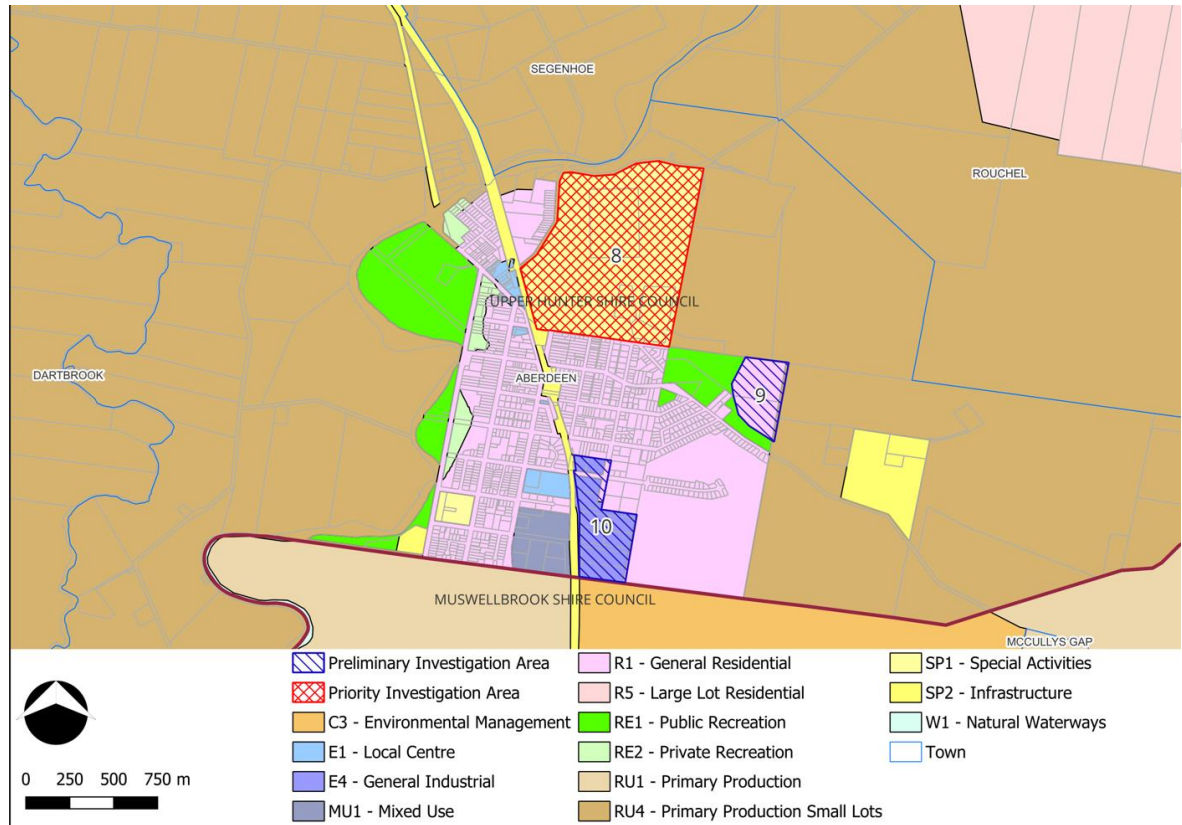 SEGENHOE
ROUCHEL
8
UPPER HUNTER SHIRE COUNCIL
DARTBROOK
ABERDEEN
9
10
MUSWELLBROOK SHIRE COUNCIL
MCCULLYS GAP
Preliminary Investigation Area
Priority Investigation Area
C3 - Environmental Management
E1 - Local Centre
E4 - General Industrial
MU1 - Mixed Use
R1 - General Residential
R5 - Large Lot Residential
RE1 - Public Recreation
RE2 - Private Recreation
RU1 - Primary Production
RU4 - Primary Production Small Lots
SP1 - Special Activities
SP2 - Infrastructure
W1 - Natural Waterways
Town
0 250 500 750 m